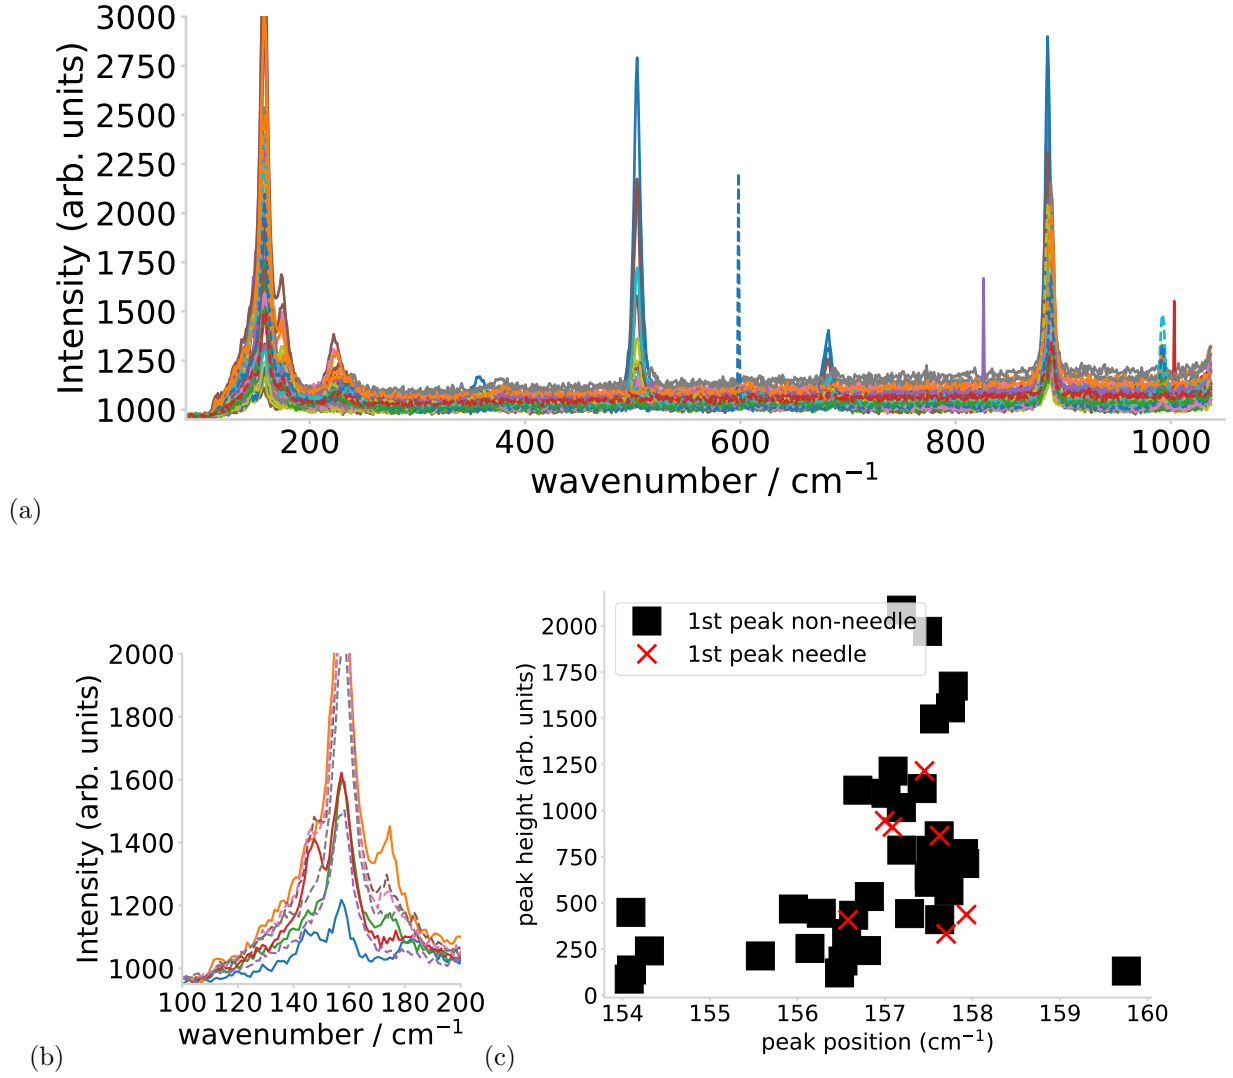 3000
2750
2500
2250
2000
1750
1500
1250
1000
Intensity (arb. units)
200 400 600 800 1000
wavenumber / cm⁻¹
(a)
2000
1800
1600
1400
1200
1000
Intensity (arb. units)
100 120 140 160 180 200
wavenumber / cm⁻¹
(b)
1st peak non-needle
1st peak needle
2000
1750
1500
1250
1000
750
500
250
0
peak height (arb. units)
154 155 156 157 158 159 160
peak position (cm⁻¹)
(c)